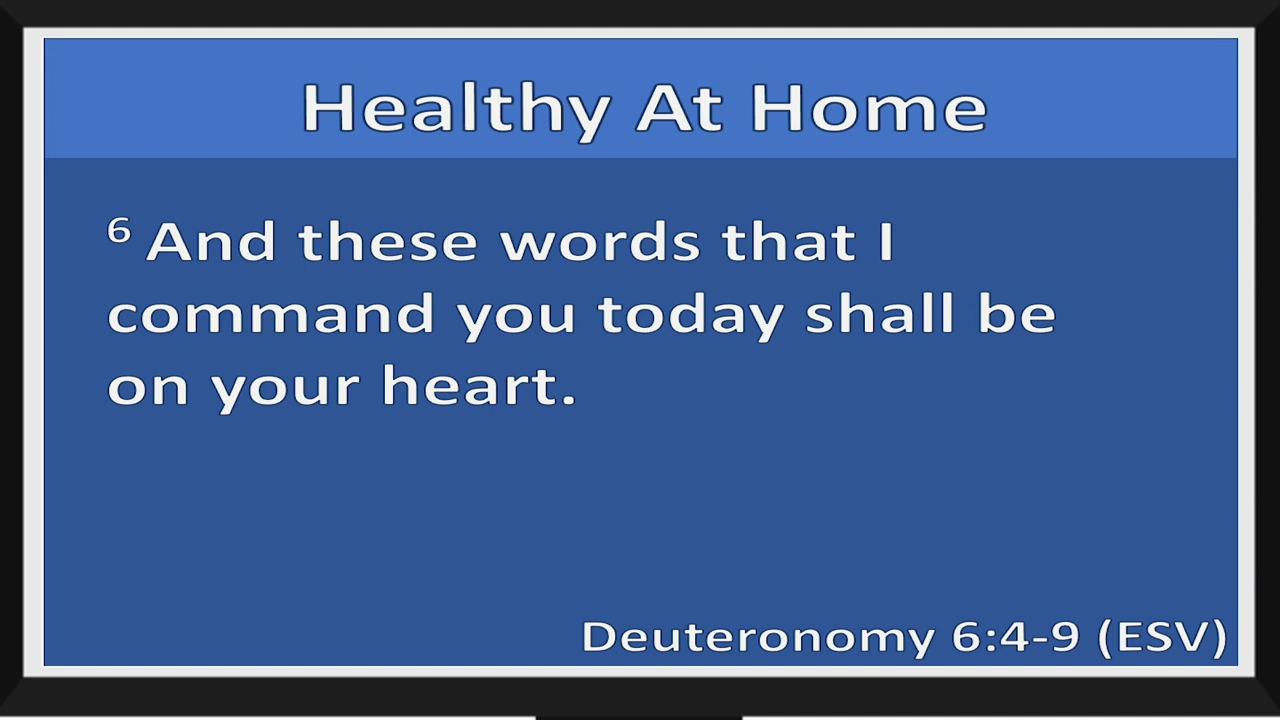 Healthy At Home
6 And these words that I
command you today shall be
on your heart.
Deuteronomy 6:4-9 (ESV)